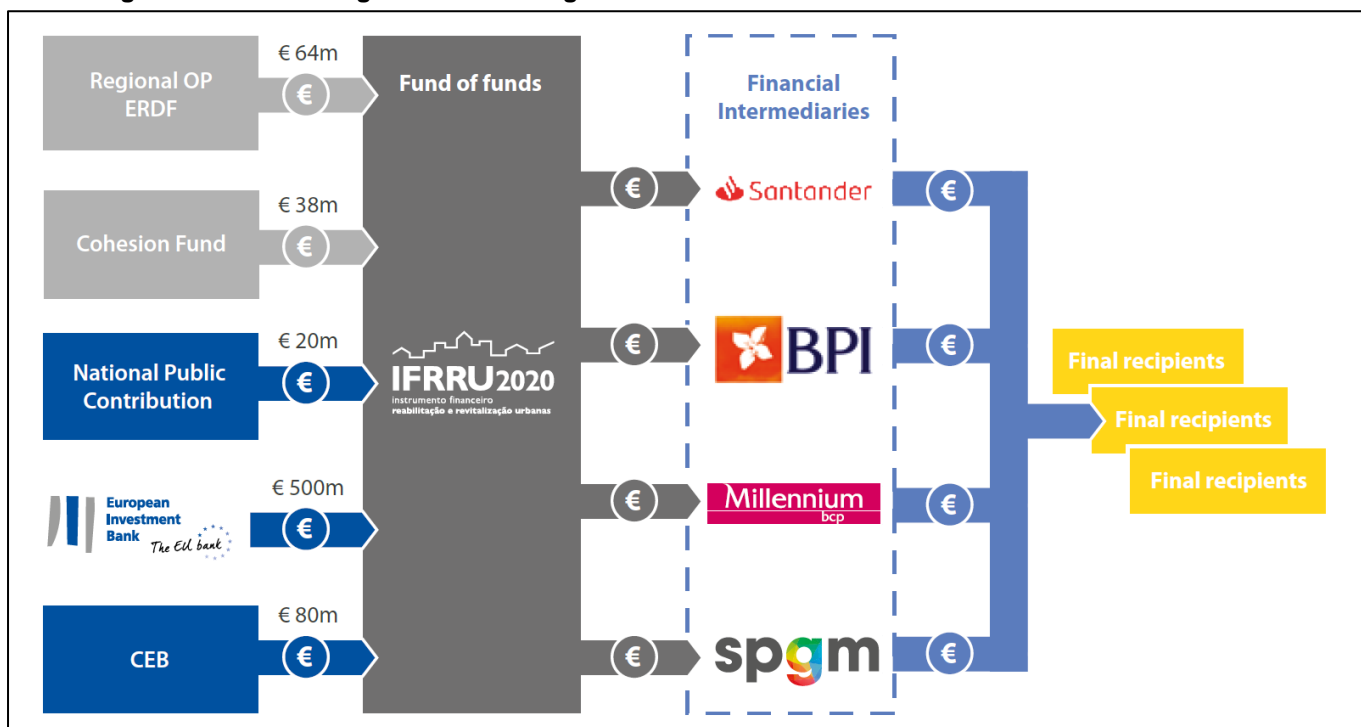 € 64m
Regional OP
ERDF
€
Fund of funds
Financial
Intermediaries
€
Santander
€
€ 38m
Cohesion Fund
€
€ 20m
National Public
Contribution
€
IFRRU2020
instrumento financeiro
reabilitação e revitalização urbanas
€
BPI
€
Final recipients
Final recipients
Final recipients
€ 500m
European
Investment
Bank
The EU bank
€
€
Millennium
bcp
€
€ 80m
CEB
€
€
spgm
€